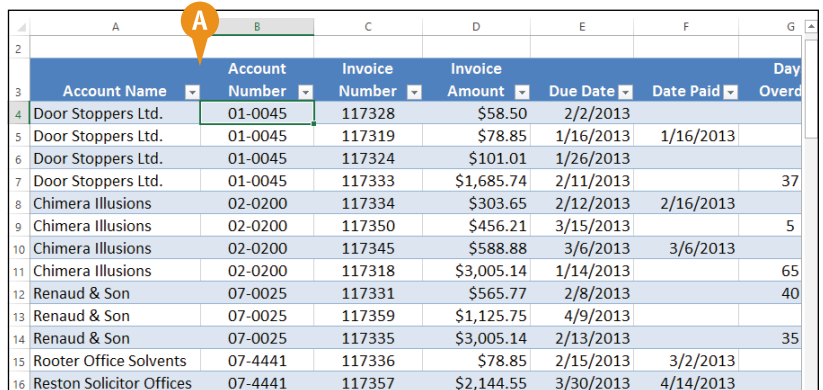 A
A B C D E F G
2
Account Invoice Invoice Day
3 Account Name Number Number Amount Due Date Date Paid Overd
4 Door Stoppers Ltd. 01-0045 117328 $58.50 2/2/2013
5 Door Stoppers Ltd. 01-0045 117319 $78.85 1/16/2013 1/16/2013
6 Door Stoppers Ltd. 01-0045 117324 $101.01 1/26/2013
7 Door Stoppers Ltd. 01-0045 117333 $1,685.74 2/11/2013 37
8 Chimera Illusions 02-0200 117334 $303.65 2/12/2013 2/16/2013
9 Chimera Illusions 02-0200 117350 $456.21 3/15/2013 5
10 Chimera Illusions 02-0200 117345 $588.88 3/6/2013 3/6/2013
11 Chimera Illusions 02-0200 117318 $3,005.14 1/14/2013 65
12 Renaud & Son 07-0025 117331 $565.77 2/8/2013 40
13 Renaud & Son 07-0025 117359 $1,125.75 4/9/2013
14 Renaud & Son 07-0025 117335 $3,005.14 2/13/2013 35
15 Rooter Office Solvents 07-4441 117336 $78.85 2/15/2013 3/2/2013
16 Reston Solicitor Offices 07-4441 117357 $2,144.55 3/30/2013 4/14/2013